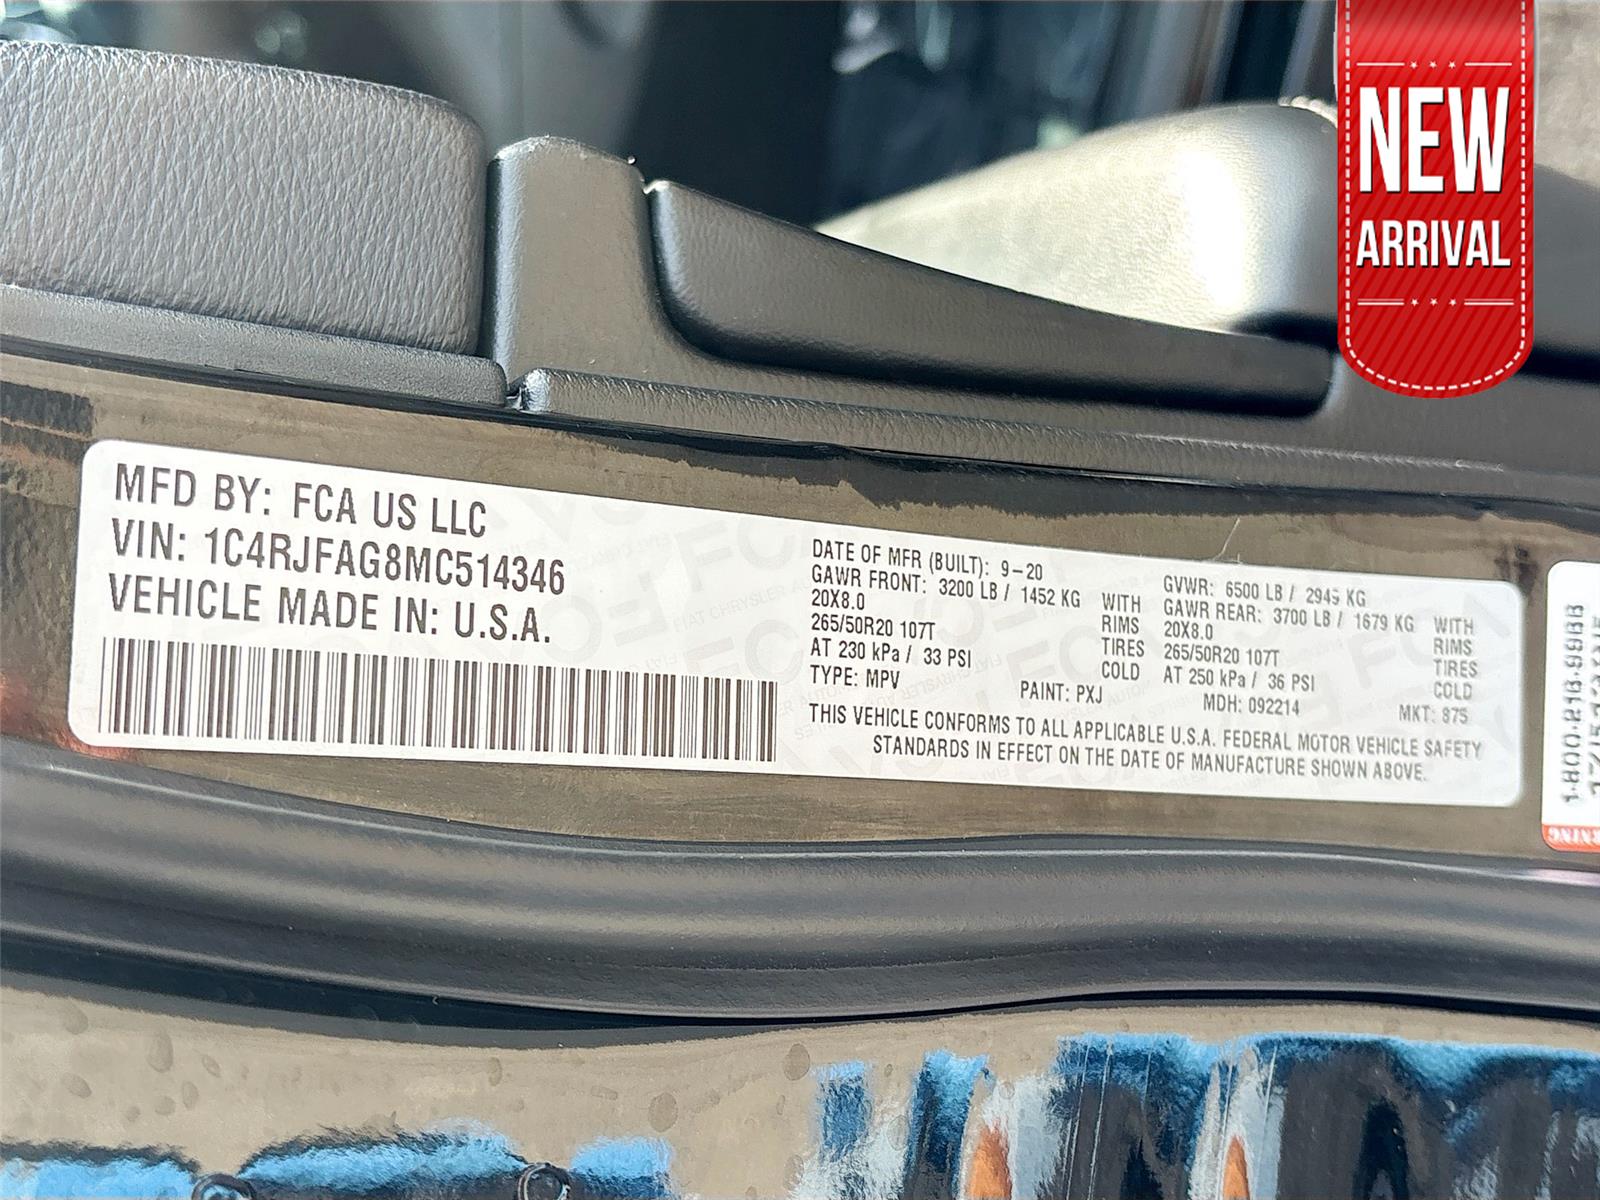 NEW
ARRIVAL
MFD BY: FCA US LLC
VIN: 1C4RJFAG8MC514346
VEHICLE MADE IN: U.S.A.
DATE OF MFR (BUILT): 9-20
GAWR FRONT: 3200 LB / 1452 KG WITH
20X8.0 RIMS
265/50R20 107T TIRES
AT 230 kPa / 33 PSI COLD
TYPE: MPV PAINT: PXJ
GVWR: 6500 LB / 2945 KG
GAWR REAR: 3700 LB / 1679 KG WITH
20X8.0 RIMS
265/50R20 107T TIRES
AT 250 kPa / 36 PSI COLD
MDH: 092214 MKT: 875
THIS VEHICLE CONFORMS TO ALL APPLICABLE U.S.A. FEDERAL MOTOR VEHICLE SAFETY
STANDARDS IN EFFECT ON THE DATE OF MANUFACTURE SHOWN ABOVE.